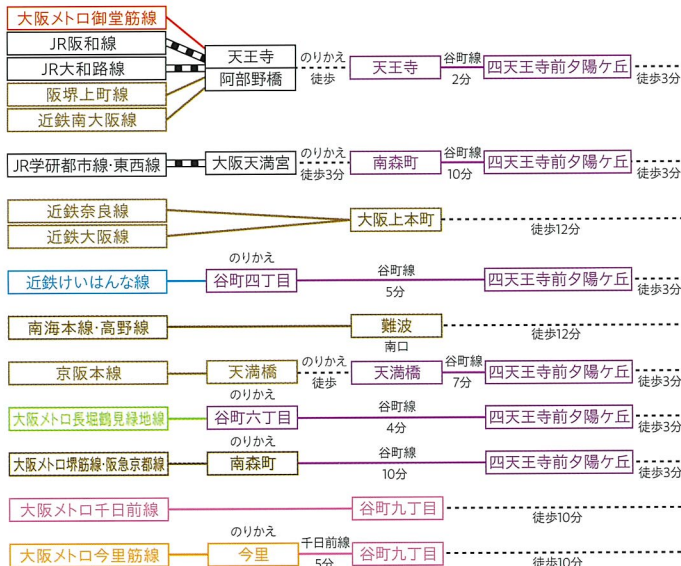 大阪メトロ御堂筋線
JR阪和線
JR大和路線
阪堺上町線
近鉄南大阪線
天王寺
阿部野橋
のりかえ
徒歩
天王寺
谷町線
2分
四天王寺前夕陽ケ丘
徒歩3分
JR学研都市線・東西線
大阪天満宮
のりかえ
徒歩3分
南森町
谷町線
10分
四天王寺前夕陽ケ丘
徒歩3分
近鉄奈良線
近鉄大阪線
大阪上本町
徒歩12分
近鉄けいはんな線
のりかえ
谷町四丁目
谷町線
5分
四天王寺前夕陽ケ丘
徒歩3分
南海本線・高野線
難波
南口
徒歩12分
京阪本線
天満橋
のりかえ
徒歩
天満橋
谷町線
7分
四天王寺前夕陽ケ丘
徒歩3分
大阪メトロ長堀鶴見緑地線
のりかえ
谷町六丁目
谷町線
4分
四天王寺前夕陽ケ丘
徒歩3分
大阪メトロ堺筋線・阪急京都線
のりかえ
南森町
谷町線
10分
四天王寺前夕陽ケ丘
徒歩3分
大阪メトロ千日前線
谷町九丁目
徒歩10分
大阪メトロ今里筋線
のりかえ
今里
千日前線
5分
谷町九丁目
徒歩10分